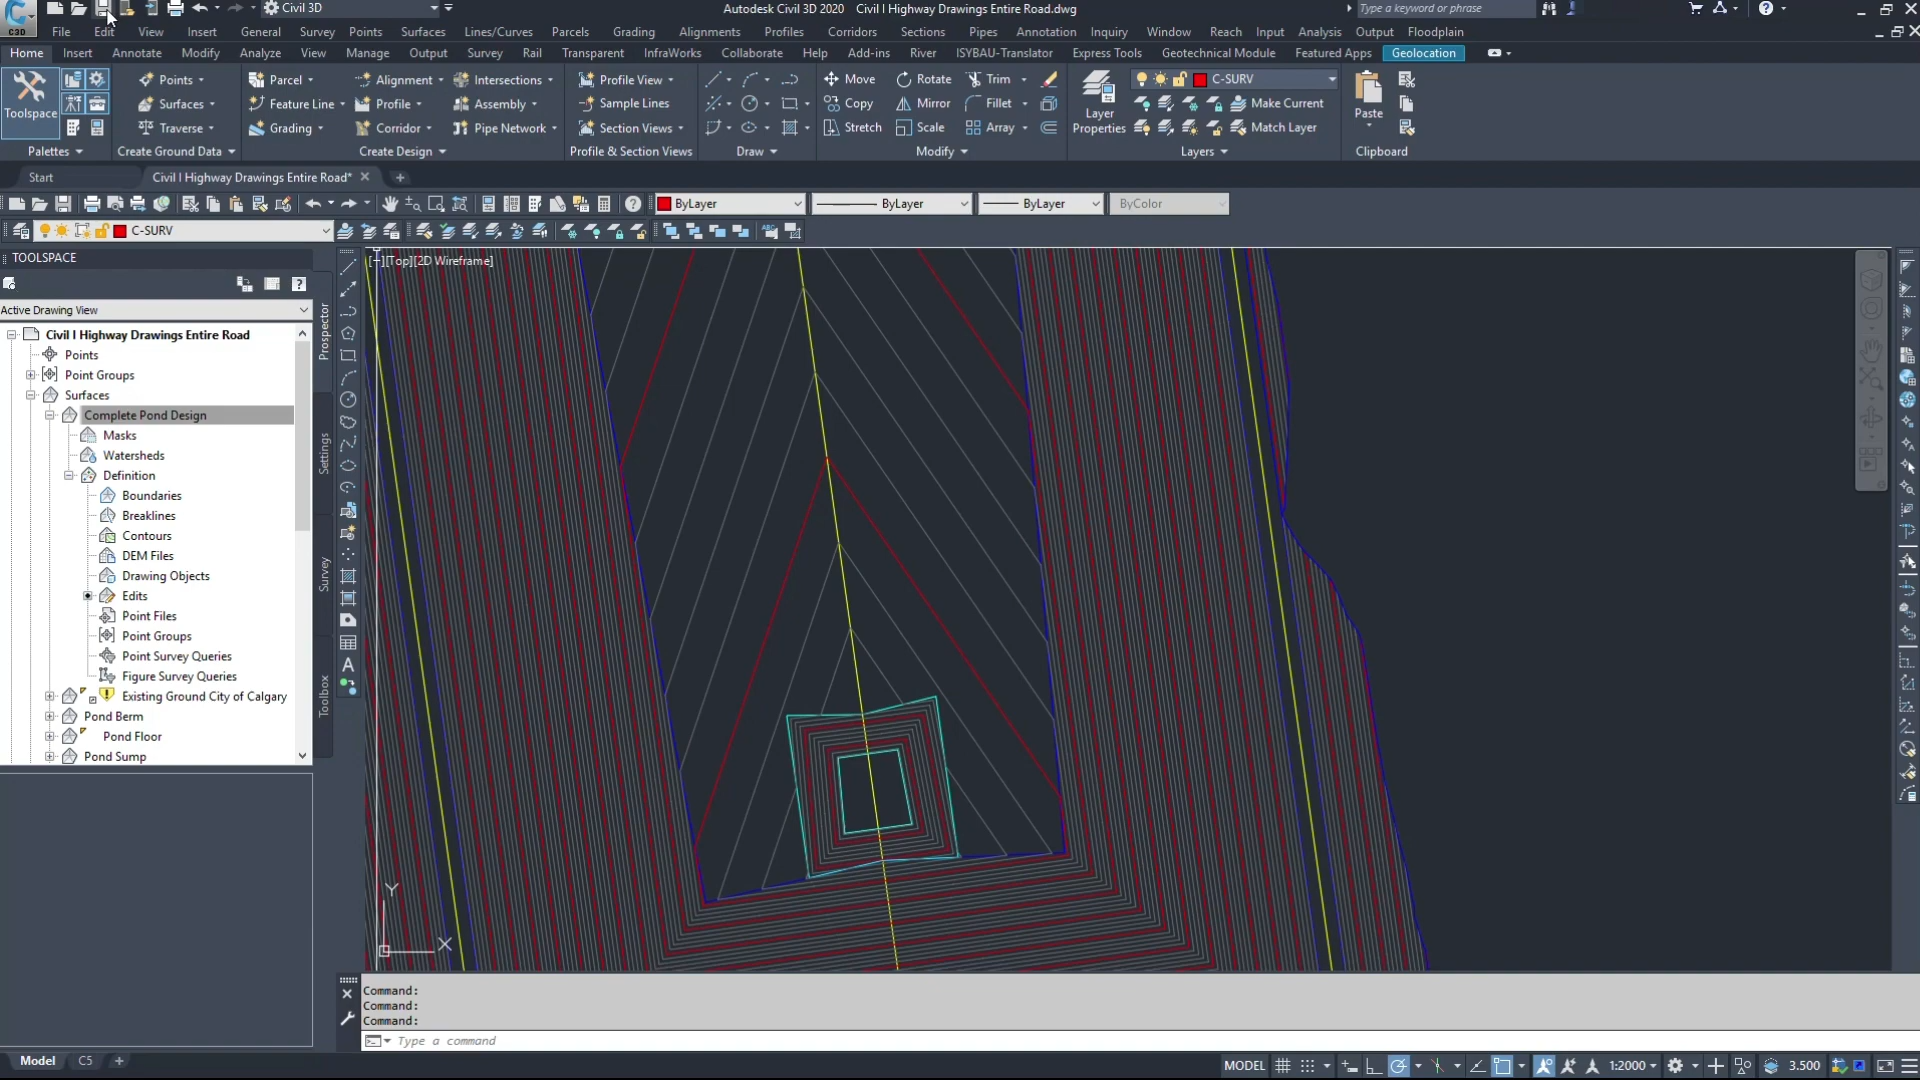 Civil 3D
Autodesk Civil 3D 2020 Civil I Highway Drawings Entire Road.dwg
Type a keyword or phrase
C3D
File Edit View Insert General Survey Points Surfaces Lines/Curves Parcels Grading Alignments Profiles Corridors Sections Pipes Annotation Inquiry Window Reach Input Analysis Output Floodplain
Home Insert Annotate Modify Analyze View Manage Output Survey Rail Transparent InfraWorks Collaborate Help Add-ins River ISYBAU-Translator Express Tools Geotechnical Module Featured Apps Geolocation
Points Parcel Alignment Intersections Profile View Move Rotate Trim C-SURV
Toolspace Surfaces Feature Line Profile Assembly Sample Lines Copy Mirror Fillet Layer Properties Make Current Paste
Traverse Grading Corridor Pipe Network Section Views Stretch Scale Array Match Layer
Palettes Create Ground Data Create Design Profile & Section Views Draw Modify Layers Clipboard
Start Civil I Highway Drawings Entire Road*
ByLayer ByLayer ByLayer ByColor
C-SURV
TOOLSPACE
[−][Top][2D Wireframe]
Active Drawing View
Civil I Highway Drawings Entire Road
Points
Point Groups
Surfaces
Complete Pond Design
Masks
Watersheds
Definition
Boundaries
Breaklines
Contours
DEM Files
Drawing Objects
Edits
Point Files
Point Groups
Point Survey Queries
Figure Survey Queries
Existing Ground City of Calgary
Pond Berm
Pond Floor
Pond Sump
Prospector
Settings
Survey
Toolbox
A
Y
X
Command:
Command:
Command:
Type a command
Model C5
MODEL 1:2000 3.500